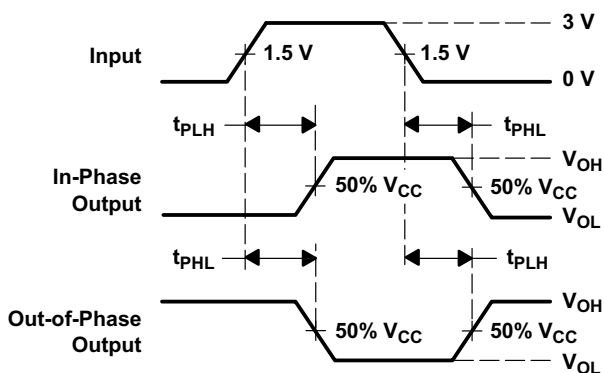 3 V
Input
1.5 V
1.5 V
0 V
tPLH
tPHL
VOH
In-Phase
Output
50% VCC
50% VCC
VOL
tPHL
tPLH
VOH
Out-of-Phase
Output
50% VCC
50% VCC
VOL